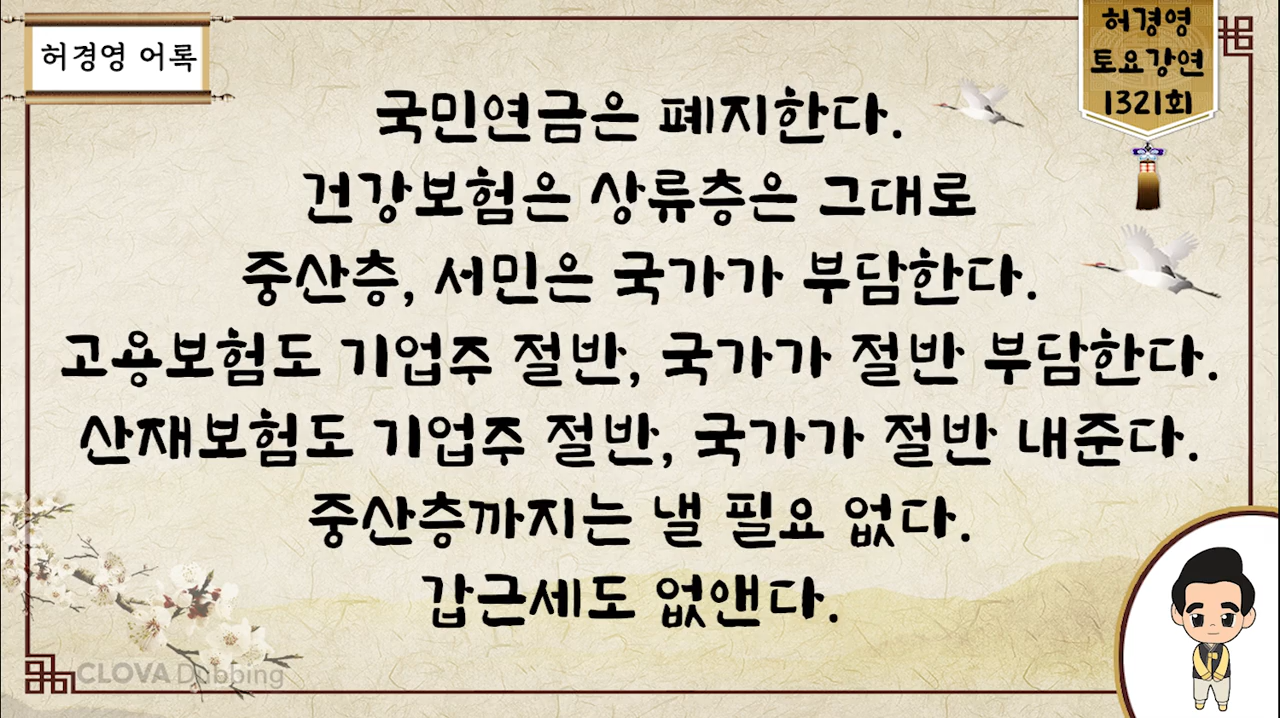 허경영 어록
허경영
토요강연
1321회
국민연금은 폐지한다.
건강보험은 상류층은 그대로
중산층, 서민은 국가가 부담한다.
고용보험도 기업주 절반, 국가가 절반 부담한다.
산재보험도 기업주 절반, 국가가 절반 내준다.
중산층까지는 낼 필요 없다.
갑근세도 없앤다.
CLOVA Dubbing